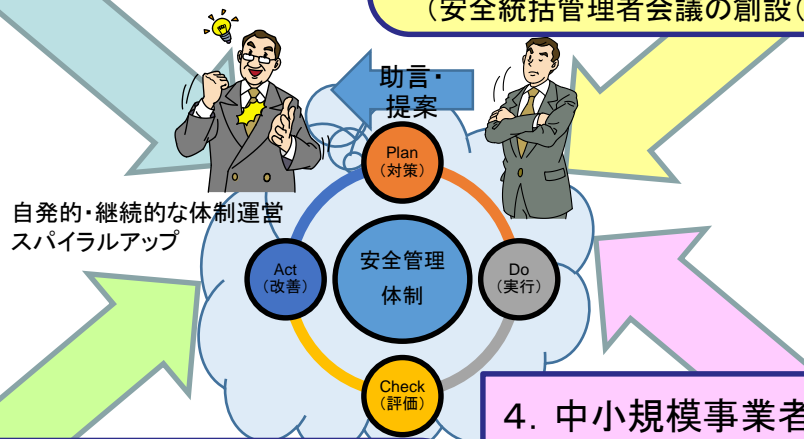 (安全統括管理者会議の創設(
助言・
提案
Plan
(対策)
自発的・継続的な体制運営
スパイラルアップ
Act
(改善)
安全管理
体制
Do
(実行)
Check
(評価)
４．中小規模事業者